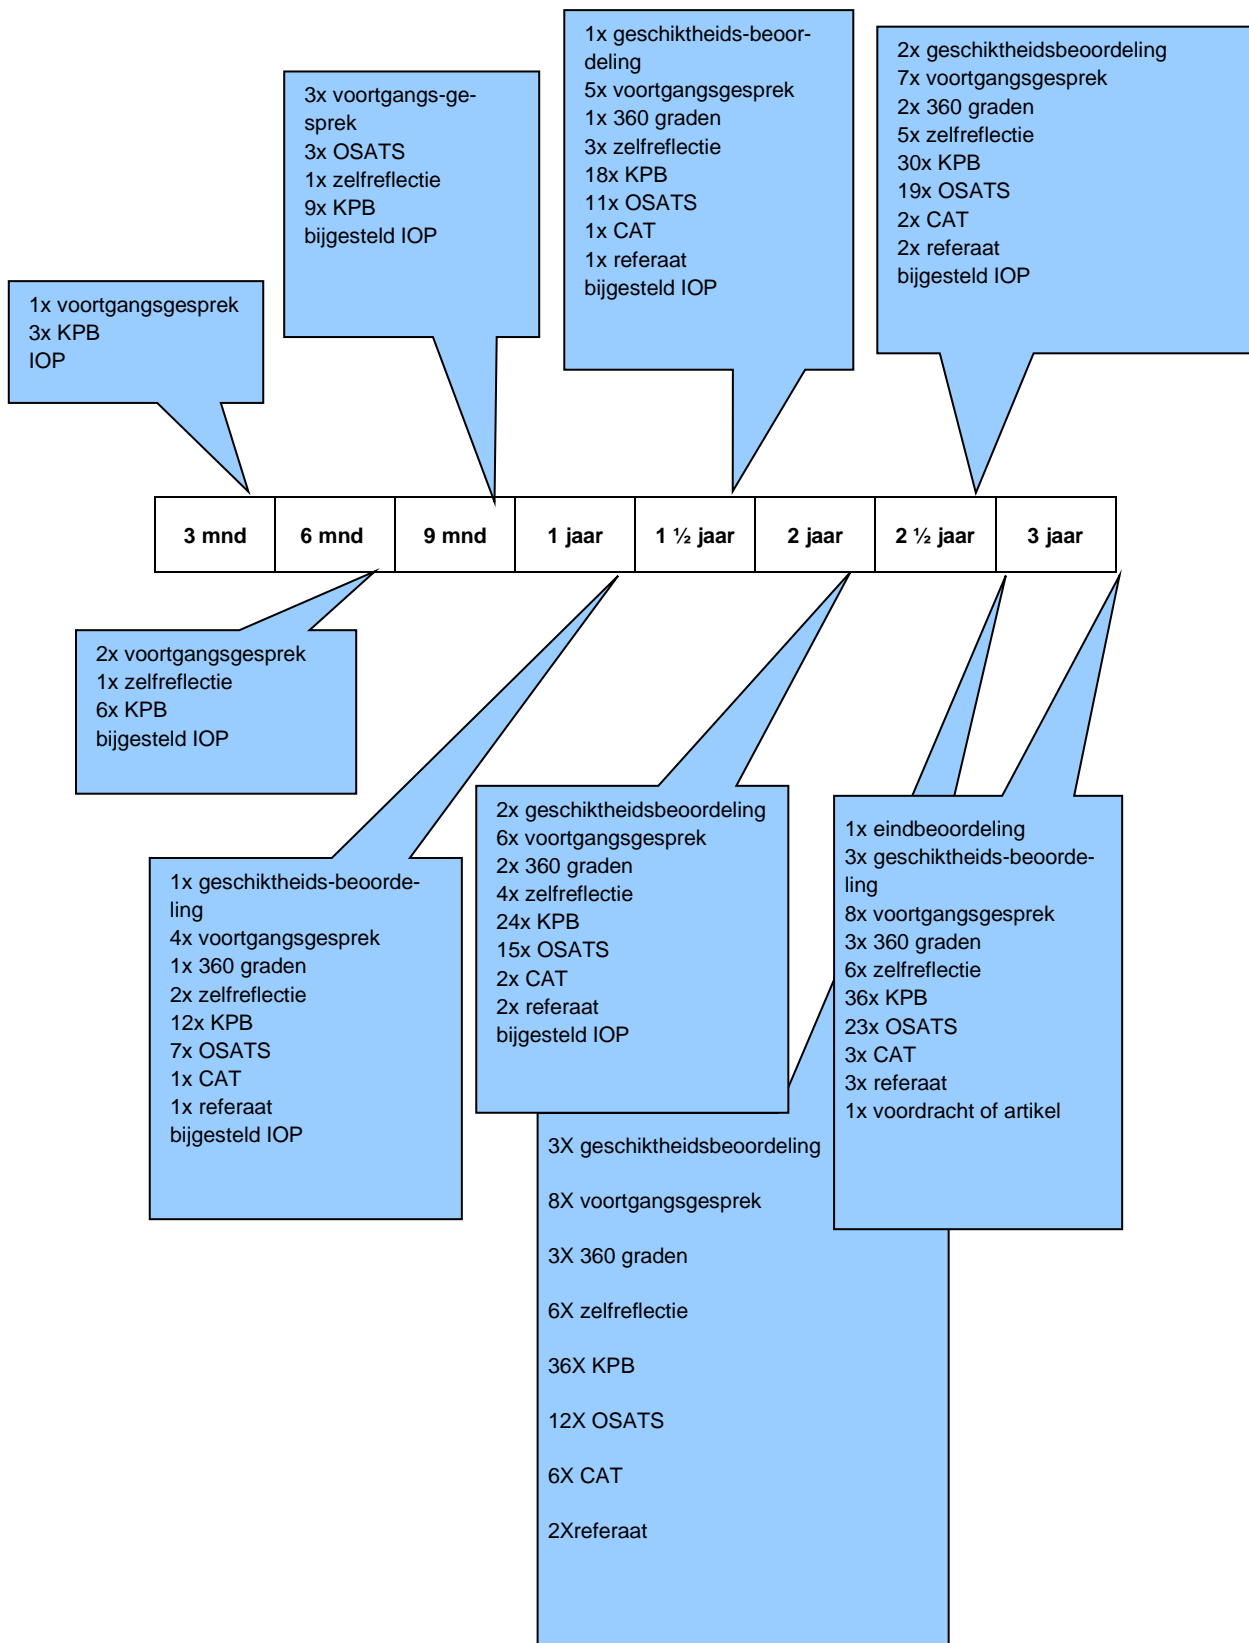 1x geschiktheids-beoor-
deling
5x voortgangsgesprek
1x 360 graden
3x zelfreflectie
18x KPB
11x OSATS
1x CAT
1x referaat
bijgesteld IOP
2x geschiktheidsbeoordeling
7x voortgangsgesprek
2x 360 graden
5x zelfreflectie
30x KPB
19x OSATS
2x CAT
2x referaat
bijgesteld IOP
3x voortgangs-ge-
sprek
3x OSATS
1x zelfreflectie
9x KPB
bijgesteld IOP
1x voortgangsgesprek
3x KPB
IOP
3 mnd 6 mnd 9 mnd 1 jaar 1 ½ jaar 2 jaar 2 ½ jaar 3 jaar
2x voortgangsgesprek
1x zelfreflectie
6x KPB
bijgesteld IOP
1x geschiktheids-beoorde-
ling
4x voortgangsgesprek
1x 360 graden
2x zelfreflectie
12x KPB
7x OSATS
1x CAT
1x referaat
bijgesteld IOP
2x geschiktheidsbeoordeling
6x voortgangsgesprek
2x 360 graden
4x zelfreflectie
24x KPB
15x OSATS
2x CAT
2x referaat
bijgesteld IOP
1x eindbeoordeling
3x geschiktheids-beoorde-
ling
8x voortgangsgesprek
3x 360 graden
6x zelfreflectie
36x KPB
23x OSATS
3x CAT
3x referaat
1x voordracht of artikel
3X geschiktheidsbeoordeling
8X voortgangsgesprek
3X 360 graden
6X zelfreflectie
36X KPB
12X OSATS
6X CAT
2Xreferaat